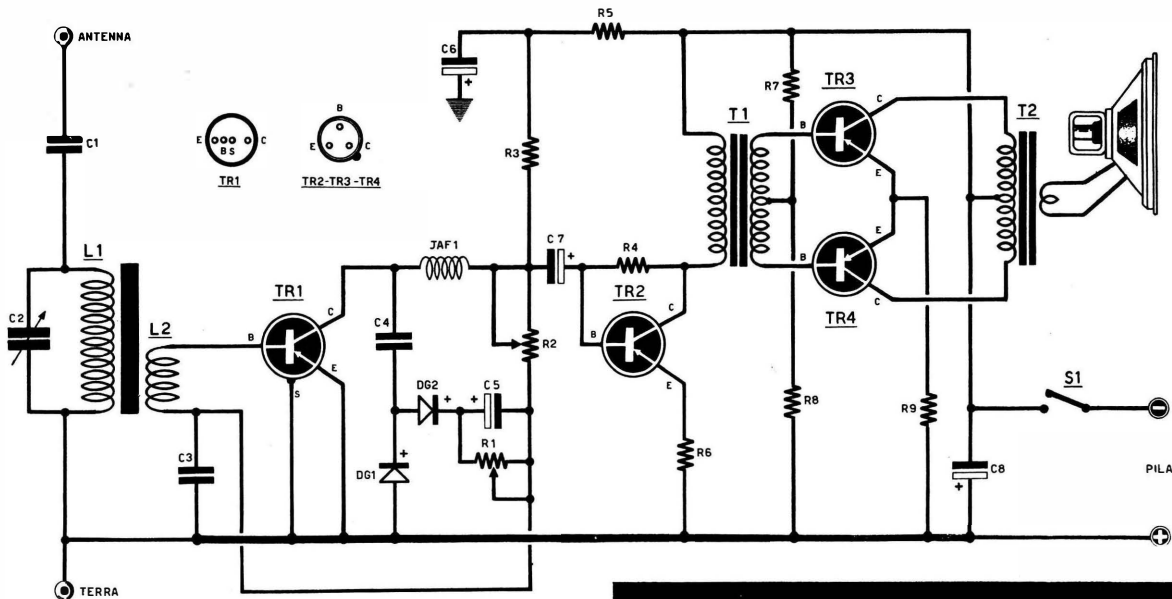 ANTENNA
C1
E B S C
TR1
B
E C
TR2-TR3-TR4
C6
+
R5
R3
R7
TR3
C
B
E
T1
T2
L1
C2
L2
TR1
B
C
E
S
JAF1
C4
C7
+
R4
TR2
B
C
E
R2
E
B
C
TR4
DG2
+
+
C5
R1
DG1
+
C3
R6
R8
R9
S1
−
C8
+
PILA
+
TERRA